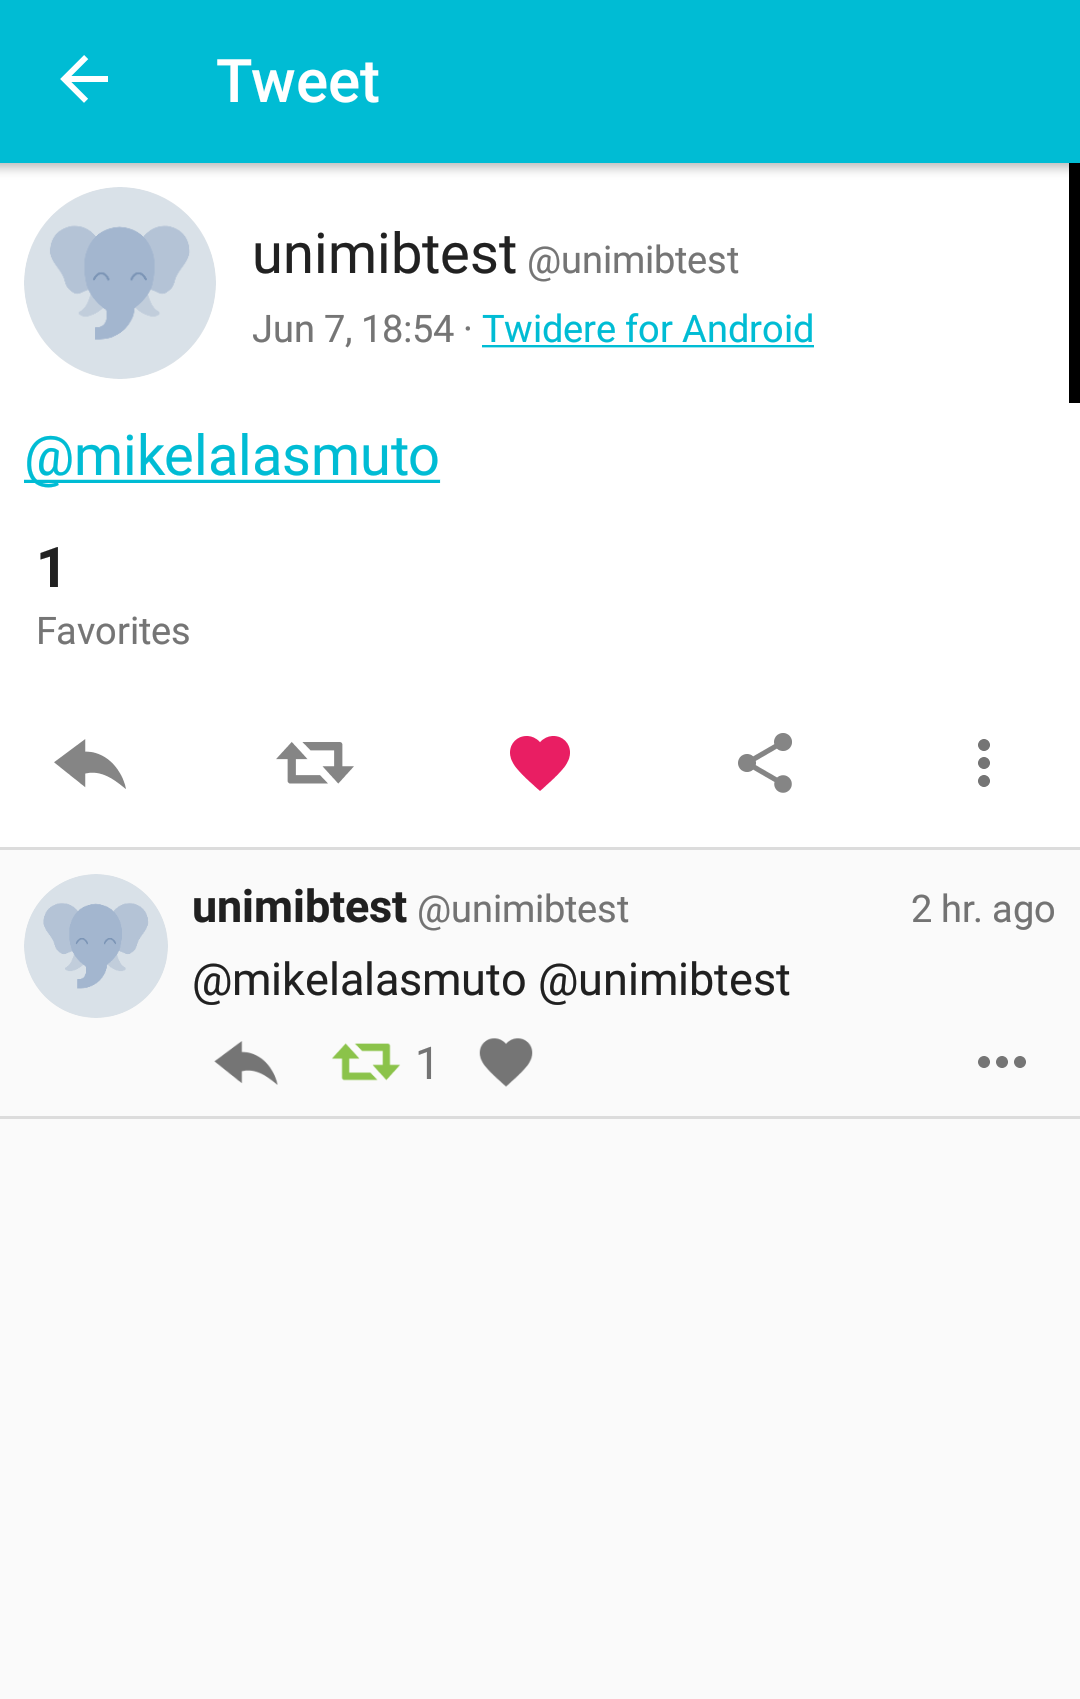 Tweet
unimibtest @unimibtest
Jun 7, 18:54 · Twidere for Android
@mikelalasmuto
1
Favorites
unimibtest @unimibtest 2 hr. ago
@mikelalasmuto @unimibtest
1